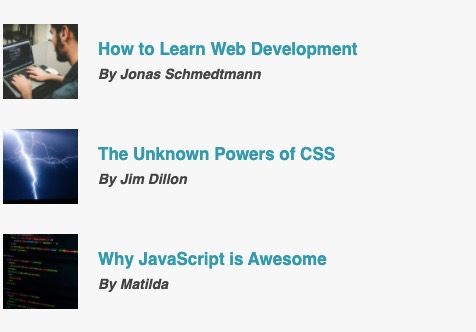 How to Learn Web Development
By Jonas Schmedtmann
The Unknown Powers of CSS
By Jim Dillon
Why JavaScript is Awesome
By Matilda